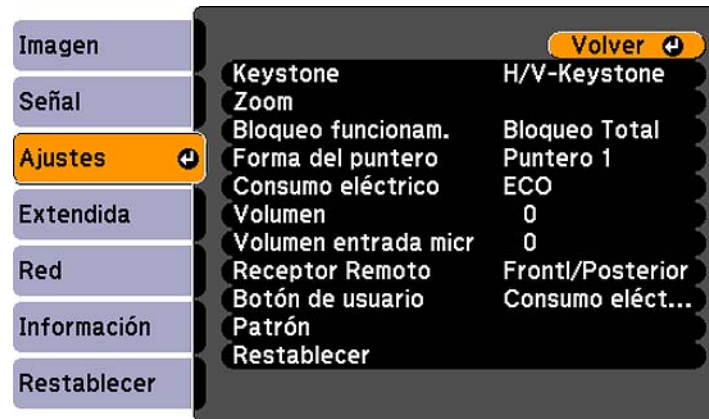 Imagen
Señal
Ajustes
Extendida
Red
Información
Restablecer
Volver
Keystone H/V-Keystone
Zoom
Bloqueo funcionam. Bloqueo Total
Forma del puntero Puntero 1
Consumo eléctrico ECO
Volumen 0
Volumen entrada micr 0
Receptor Remoto Frontl/Posterior
Botón de usuario Consumo eléct...
Patrón
Restablecer